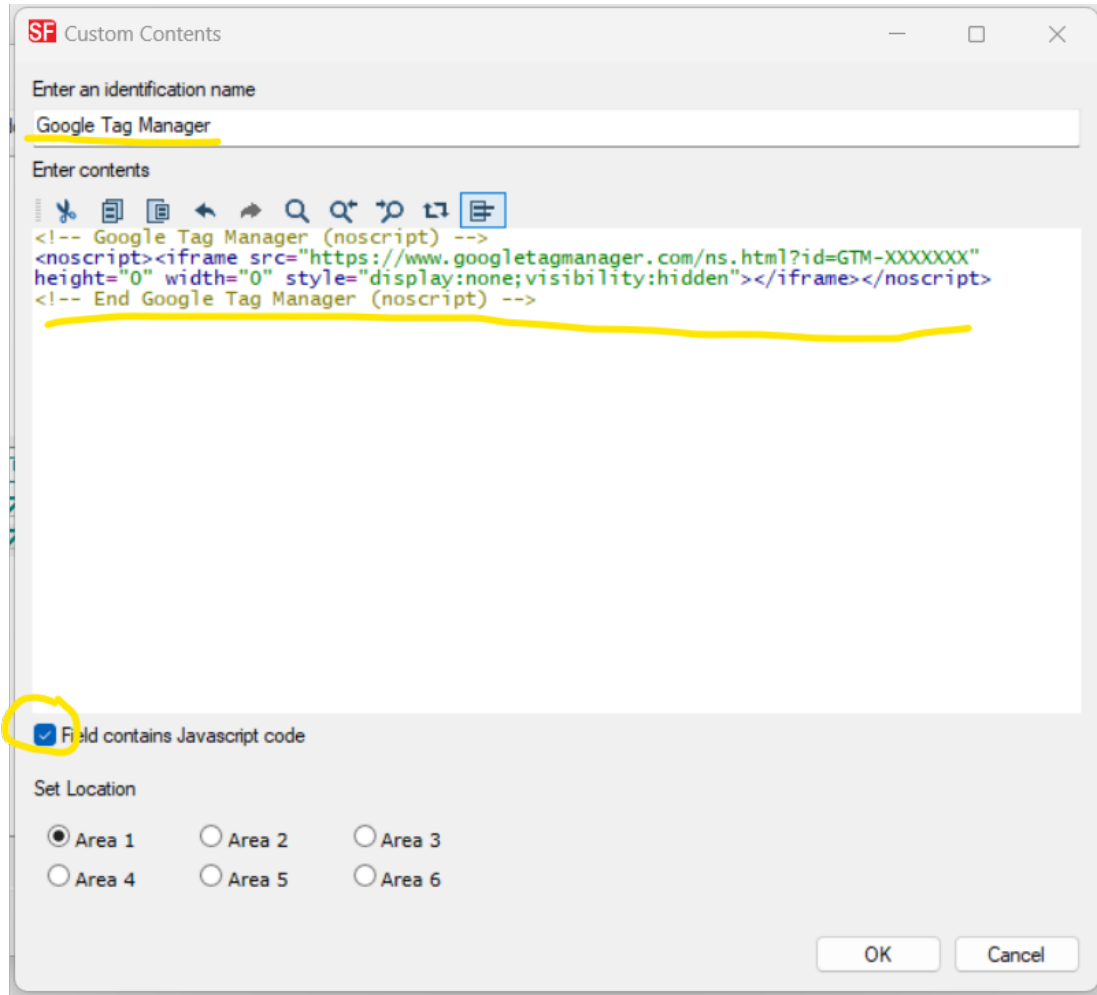 SF Custom Contents
Enter an identification name
Google Tag Manager
Enter contents
<!-- Google Tag Manager (noscript) -->
<noscript><iframe src="https://www.googletagmanager.com/ns.html?id=GTM-XXXXXXX"
height="0" width="0" style="display:none;visibility:hidden"></iframe></noscript>
<!-- End Google Tag Manager (noscript) -->
Field contains Javascript code
Set Location
Area 1 Area 2 Area 3
Area 4 Area 5 Area 6
OK Cancel